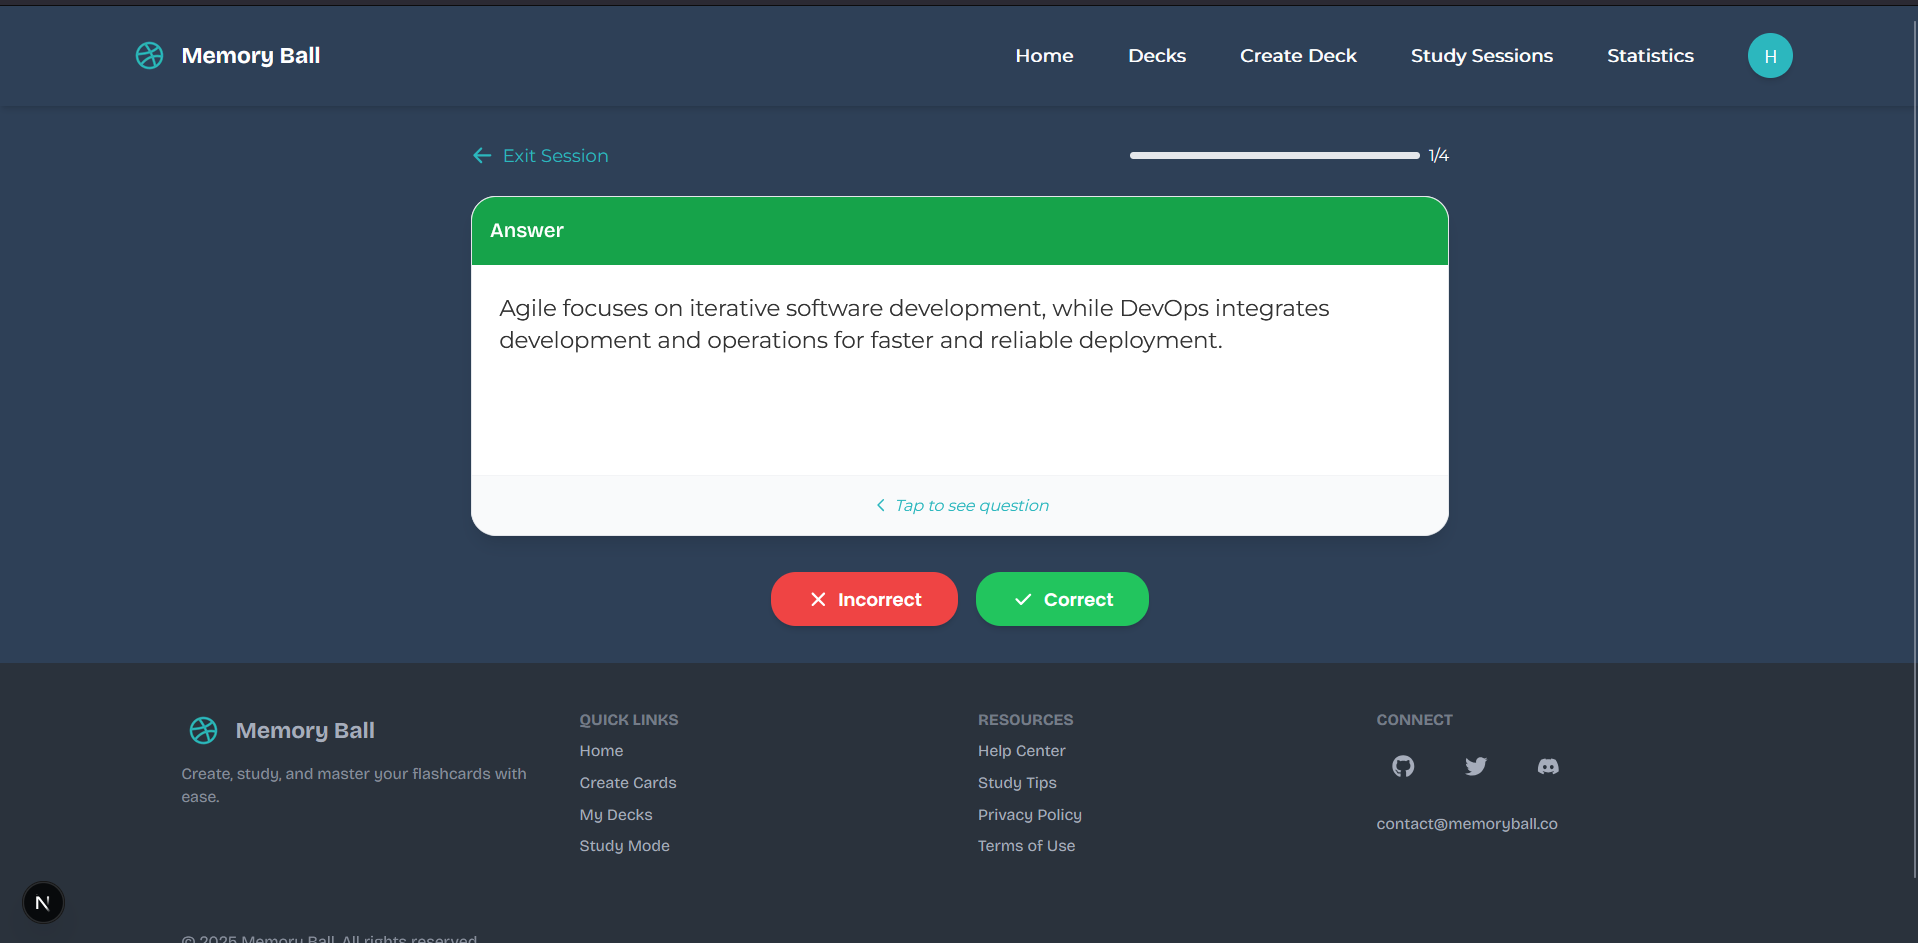 Memory Ball
Home
Decks
Create Deck
Study Sessions
Statistics
H
Exit Session
1/4
Answer
Agile focuses on iterative software development, while DevOps integrates
development and operations for faster and reliable deployment.
Tap to see question
Incorrect
Correct
Memory Ball
Create, study, and master your flashcards with
ease.
QUICK LINKS
Home
Create Cards
My Decks
Study Mode
RESOURCES
Help Center
Study Tips
Privacy Policy
Terms of Use
CONNECT
contact@memoryball.co
N
© 2025 Memory Ball. All rights reserved.